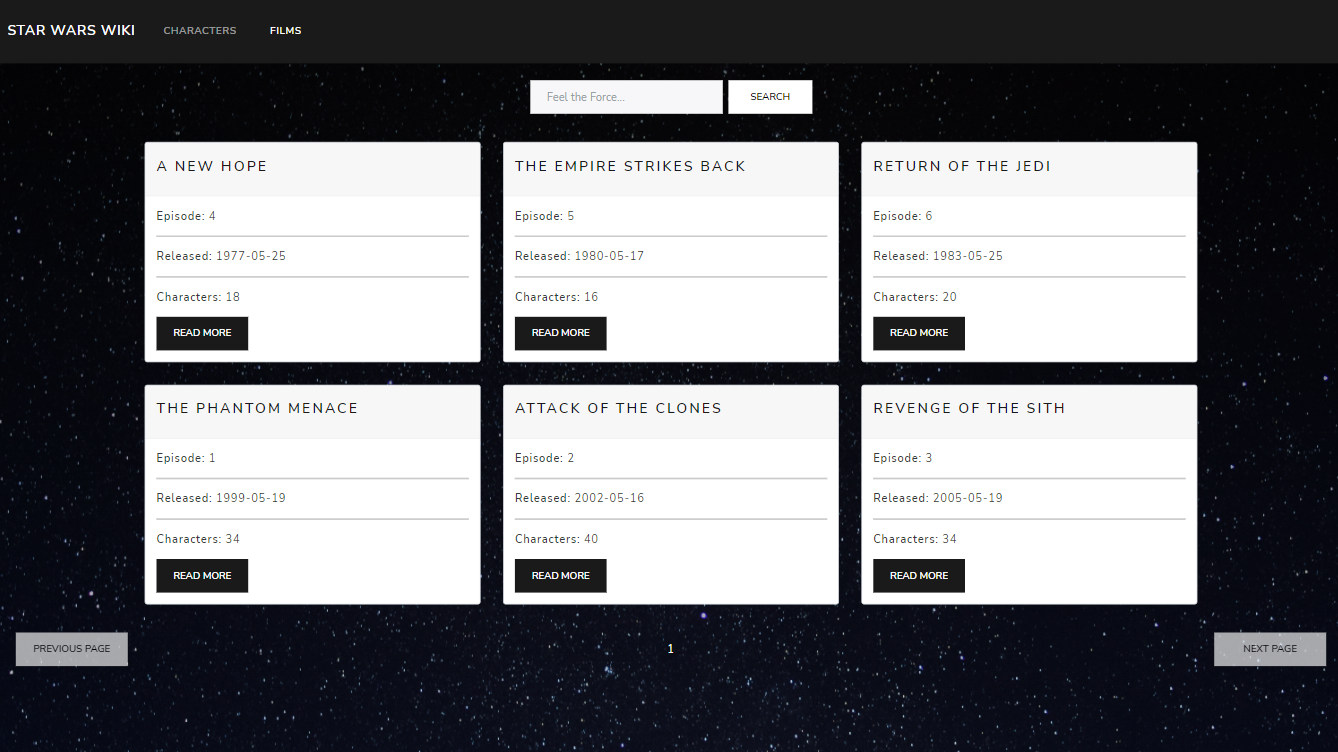 STAR WARS WIKI CHARACTERS FILMS
Feel the Force... SEARCH
A NEW HOPE
Episode: 4
Released: 1977-05-25
Characters: 18
READ MORE
THE EMPIRE STRIKES BACK
Episode: 5
Released: 1980-05-17
Characters: 16
READ MORE
RETURN OF THE JEDI
Episode: 6
Released: 1983-05-25
Characters: 20
READ MORE
THE PHANTOM MENACE
Episode: 1
Released: 1999-05-19
Characters: 34
READ MORE
ATTACK OF THE CLONES
Episode: 2
Released: 2002-05-16
Characters: 40
READ MORE
REVENGE OF THE SITH
Episode: 3
Released: 2005-05-19
Characters: 34
READ MORE
PREVIOUS PAGE 1 NEXT PAGE